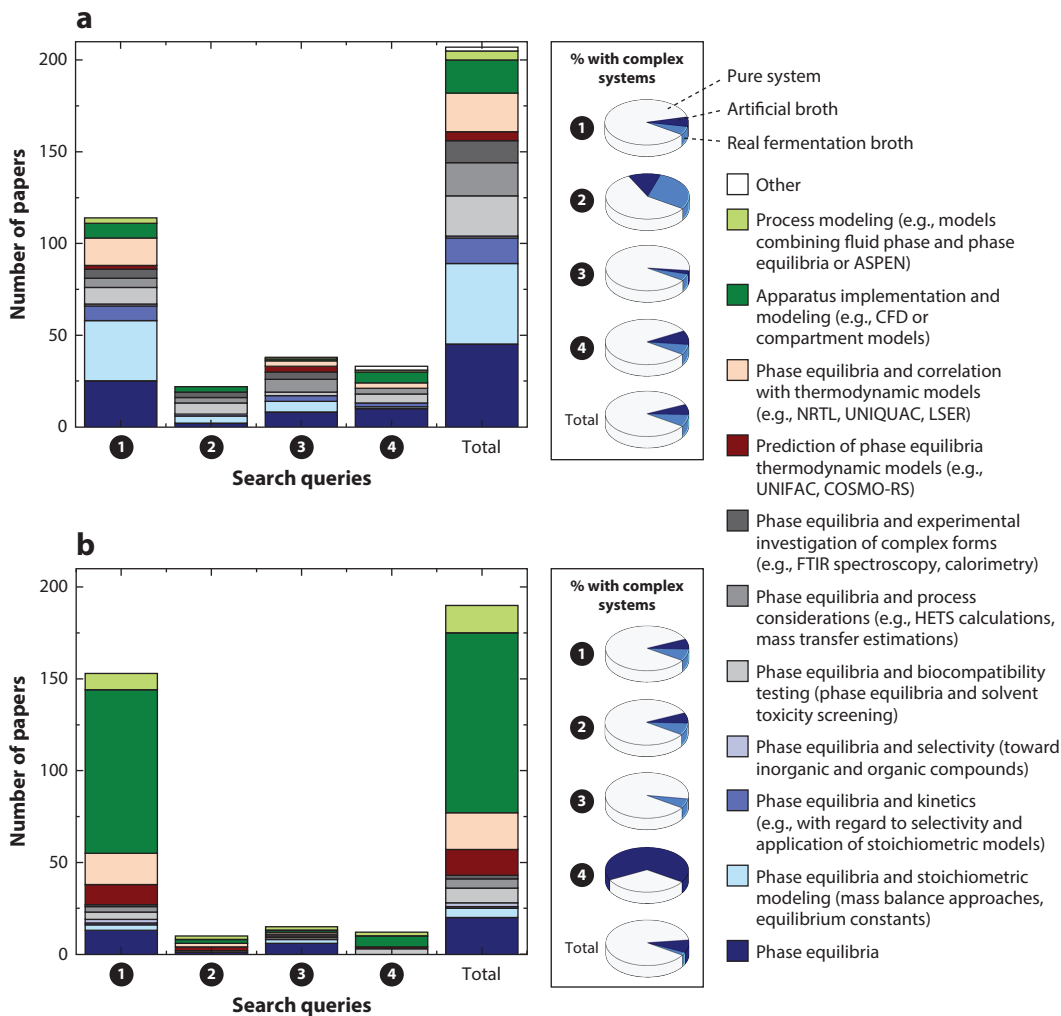 a
200
150
100
50
0
Number of papers
1
2
3
4
Total
Search queries
% with complex
systems
1
2
3
4
Total
Pure system
Artificial broth
Real fermentation broth
Other
Process modeling (e.g., models
combining fluid phase and phase
equilibria or ASPEN)
Apparatus implementation and
modeling (e.g., CFD or
compartment models)
Phase equilibria and correlation
with thermodynamic models
(e.g., NRTL, UNIQUAC, LSER)
Prediction of phase equilibria
thermodynamic models (e.g.,
UNIFAC, COSMO-RS)
Phase equilibria and experimental
investigation of complex forms
(e.g., FTIR spectroscopy, calorimetry)
Phase equilibria and process
considerations (e.g., HETS calculations,
mass transfer estimations)
Phase equilibria and biocompatibility
testing (phase equilibria and solvent
toxicity screening)
Phase equilibria and selectivity (toward
inorganic and organic compounds)
Phase equilibria and kinetics
(e.g., with regard to selectivity and
application of stoichiometric models)
Phase equilibria and stoichiometric
modeling (mass balance approaches,
equilibrium constants)
Phase equilibria
b
200
150
100
50
0
Number of papers
1
2
3
4
Total
Search queries
% with complex
systems
1
2
3
4
Total